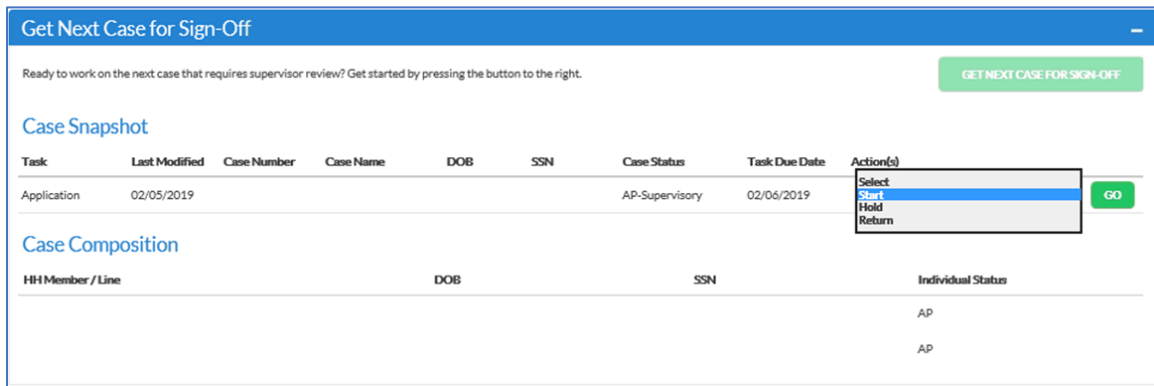 Get Next Case for Sign-Off
Ready to work on the next case that requires supervisor review? Get started by pressing the button to the right.
GET NEXT CASE FOR SIGN-OFF
Case Snapshot
Task Last Modified Case Number Case Name DOB SSN Case Status Task Due Date Action(s)
Application 02/05/2019 AP-Supervisory 02/06/2019
Select
Start
Hold
Return
GO
Case Composition
HH Member / Line DOB SSN Individual Status
AP
AP